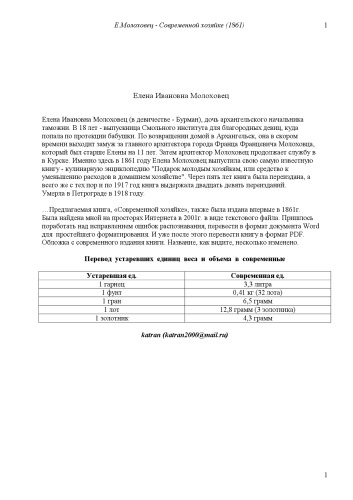 Е.Молоховец - Современной хозяйке (1861) 1
Елена Ивановна Молоховец
Елена Ивановна Молоховец (в девичестве - Бурман), дочь архангельского начальника
таможни. В 18 лет - выпускница Смольного института для благородных девиц, куда
попала по протекции бабушки. По возвращении домой в Архангельск, она в скором
времени выходит замуж за главного архитектора города Франца Францевича Молоховца,
который был старше Елены на 11 лет. Затем архитектор Молоховец продолжает службу в
в Курске. Именно здесь в 1861 году Елена Молоховец выпустила свою самую известную
книгу - кулинарную энциклопедию "Подарок молодым хозяйкам, или средство к
уменьшению расходов в домашнем хозяйстве". Через пять лет книга была переиздана, а
всего же с тех пор и по 1917 год книга выдержала двадцать девять переизданий.
Умерла в Петрограде в 1918 году.
…Предлагаемая книга, «Современной хозяйке», также была издана впервые в 1861г.
Была найдена мной на просторах Интернета в 2001г. в виде текстового файла. Пришлось
поработать над исправлением ошибок распознавания, перевести в формат документа Word
для простейшего форматирования. И уже после этого перевести книгу в формат PDF.
Обложка с современного издания книги. Название, как видите, несколько изменено.
Перевод устаревших единиц веса и объема в современные
Устаревшая ед. Современная ед.
1 гарнец 3,3 литра
1 фунт 0,41 кг (32 лота)
1 гран 6,5 грамм
1 лот 12,8 грамм (3 золотника)
1 золотник 4,3 грамм
katran (katran2000@mail.ru)
1